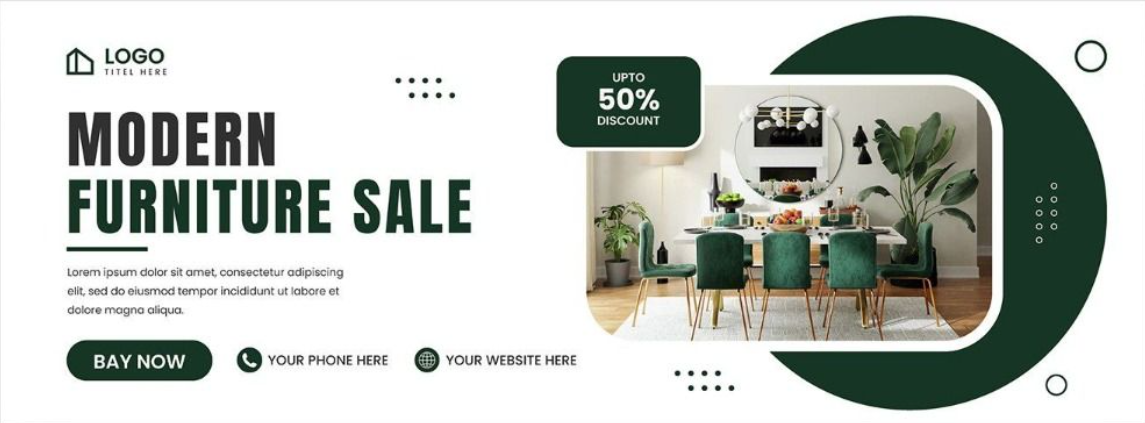 LOGO
TITEL HERE
MODERN
FURNITURE SALE
Lorem ipsum dolor sit amet, consectetur adipiscing
elit, sed do eiusmod tempor incididunt ut labore et
dolore magna aliqua.
BAY NOW
YOUR PHONE HERE
YOUR WEBSITE HERE
UPTO
50%
DISCOUNT